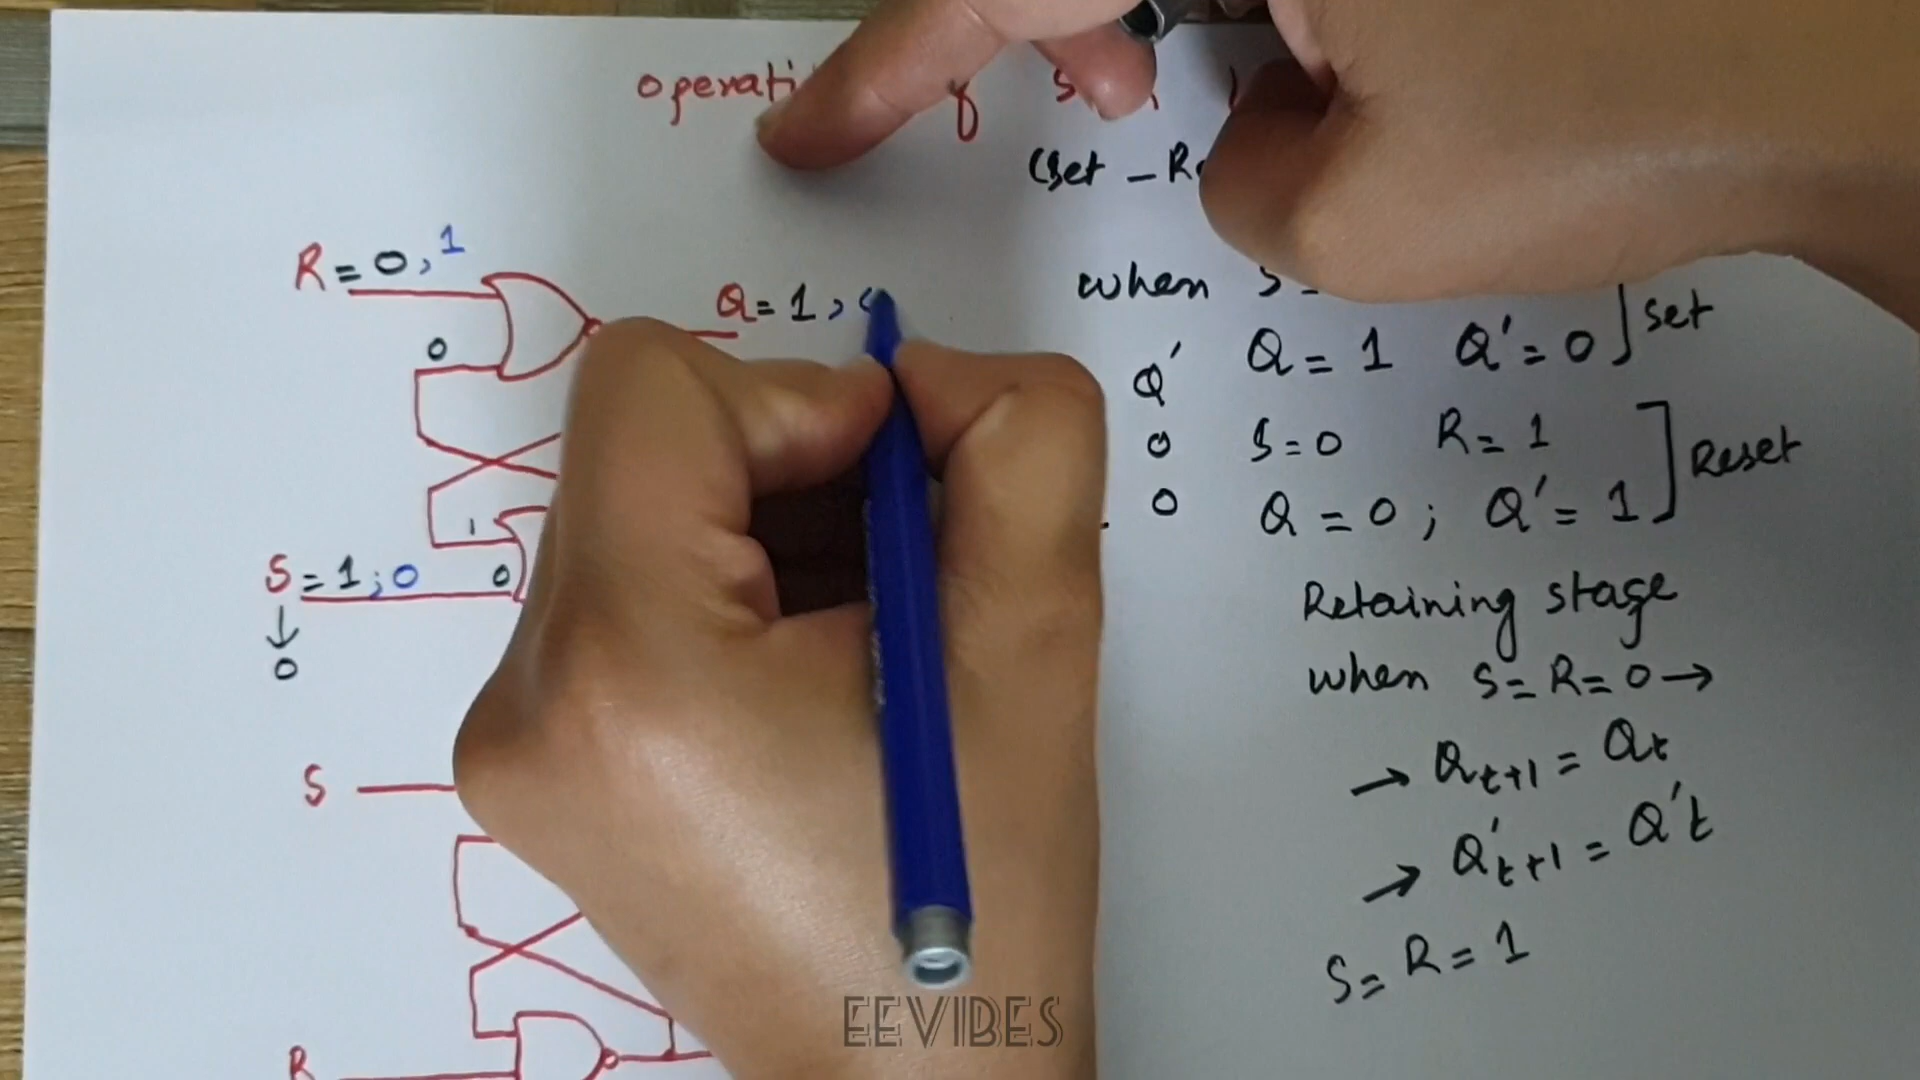 operati
(Set - R
R = 0, 1
Q = 1,
when S =
0
Q = 1 Q' = 0 ] set
Q'
0 S = 0 R = 1
0 Q = 0 ; Q' = 1 ] Reset
1
S = 1 ; 0 0
↓
0
Retaining stage
when S = R = 0 →
S
→ Qt+1 = Qt
→ Q't+1 = Q't
S = R = 1
R
EEVIBES